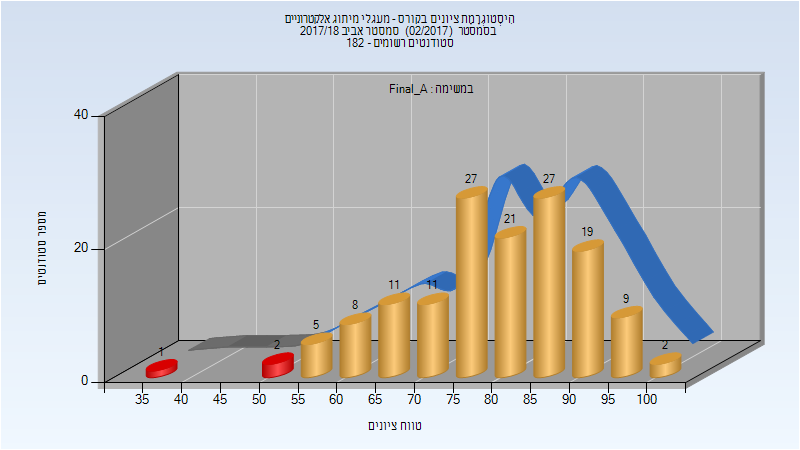 היסטוגרמת ציונים בקורס - מעגלי מיתוג אלקטרוניים
בסמסטר (02/2017) סמסטר אביב 2017/18
סטודנטים רשומים - 182
במשימה : Final_A
מספר סטודנטים
40
20
0
1
2
5
8
11
11
27
21
27
19
9
2
35 40 45 50 55 60 65 70 75 80 85 90 95 100
טווח ציונים